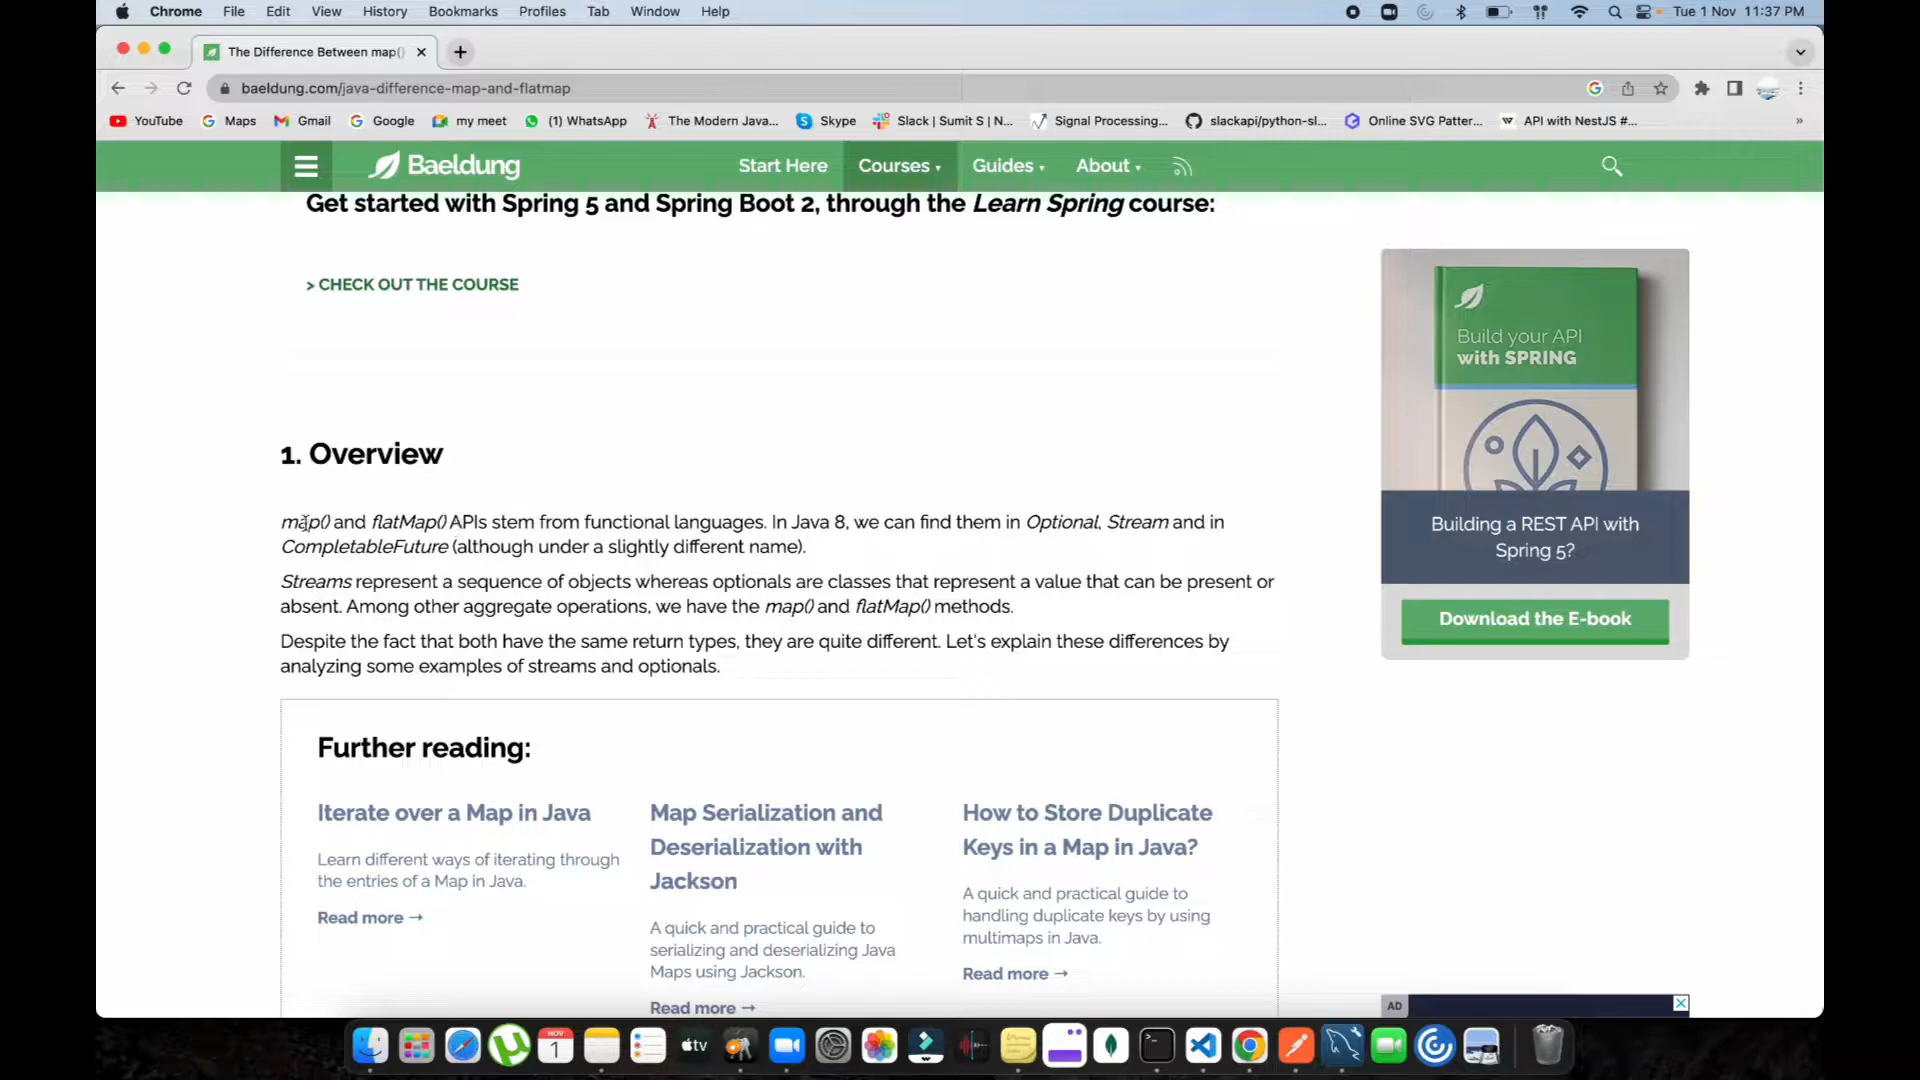 Chrome File Edit View History Bookmarks Profiles Tab Window Help Tue 1 Nov 11:37 PM
The Difference Between map()
baeldung.com/java-difference-map-and-flatmap
YouTube Maps Gmail Google my meet (1) WhatsApp The Modern Java... Skype Slack | Sumit S | N... Signal Processing... slackapi/python-sl... Online SVG Patter... API with NestJS #... »
Baeldung Start Here Courses Guides About
Get started with Spring 5 and Spring Boot 2, through the Learn Spring course:
> CHECK OUT THE COURSE
Build your API
with SPRING
Building a REST API with
Spring 5?
Download the E-book
1. Overview
map() and flatMap() APIs stem from functional languages. In Java 8, we can find them in Optional, Stream and in
CompletableFuture (although under a slightly different name).
Streams represent a sequence of objects whereas optionals are classes that represent a value that can be present or
absent. Among other aggregate operations, we have the map() and flatMap() methods.
Despite the fact that both have the same return types, they are quite different. Let's explain these differences by
analyzing some examples of streams and optionals.
Further reading:
Iterate over a Map in Java
Learn different ways of iterating through
the entries of a Map in Java.
Read more →
Map Serialization and
Deserialization with
Jackson
A quick and practical guide to
serializing and deserializing Java
Maps using Jackson.
Read more →
How to Store Duplicate
Keys in a Map in Java?
A quick and practical guide to
handling duplicate keys by using
multimaps in Java.
Read more →
AD
NOV
1
tv